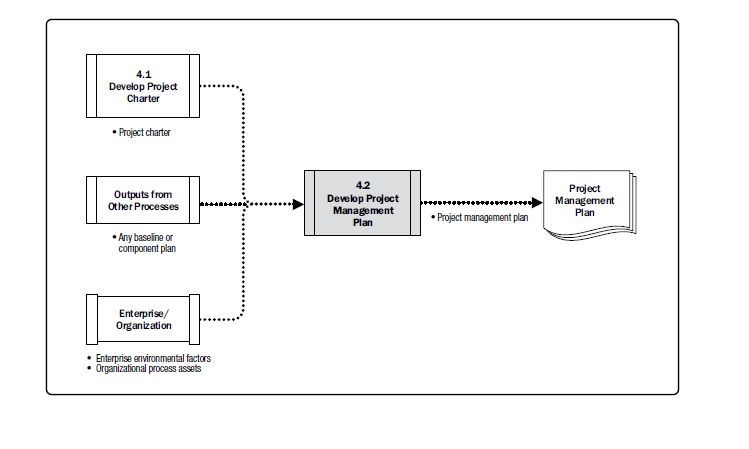 4.1
Develop Project
Charter
• Project charter
Outputs from
Other Processes
• Any baseline or
component plan
Enterprise/
Organization
• Enterprise environmental factors
• Organizational process assets
4.2
Develop Project
Management
Plan
• Project management plan
Project
Management
Plan